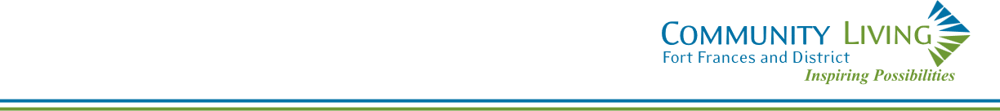 COMMUNITY LIVING
Fort Frances and District
Inspiring Possibilities